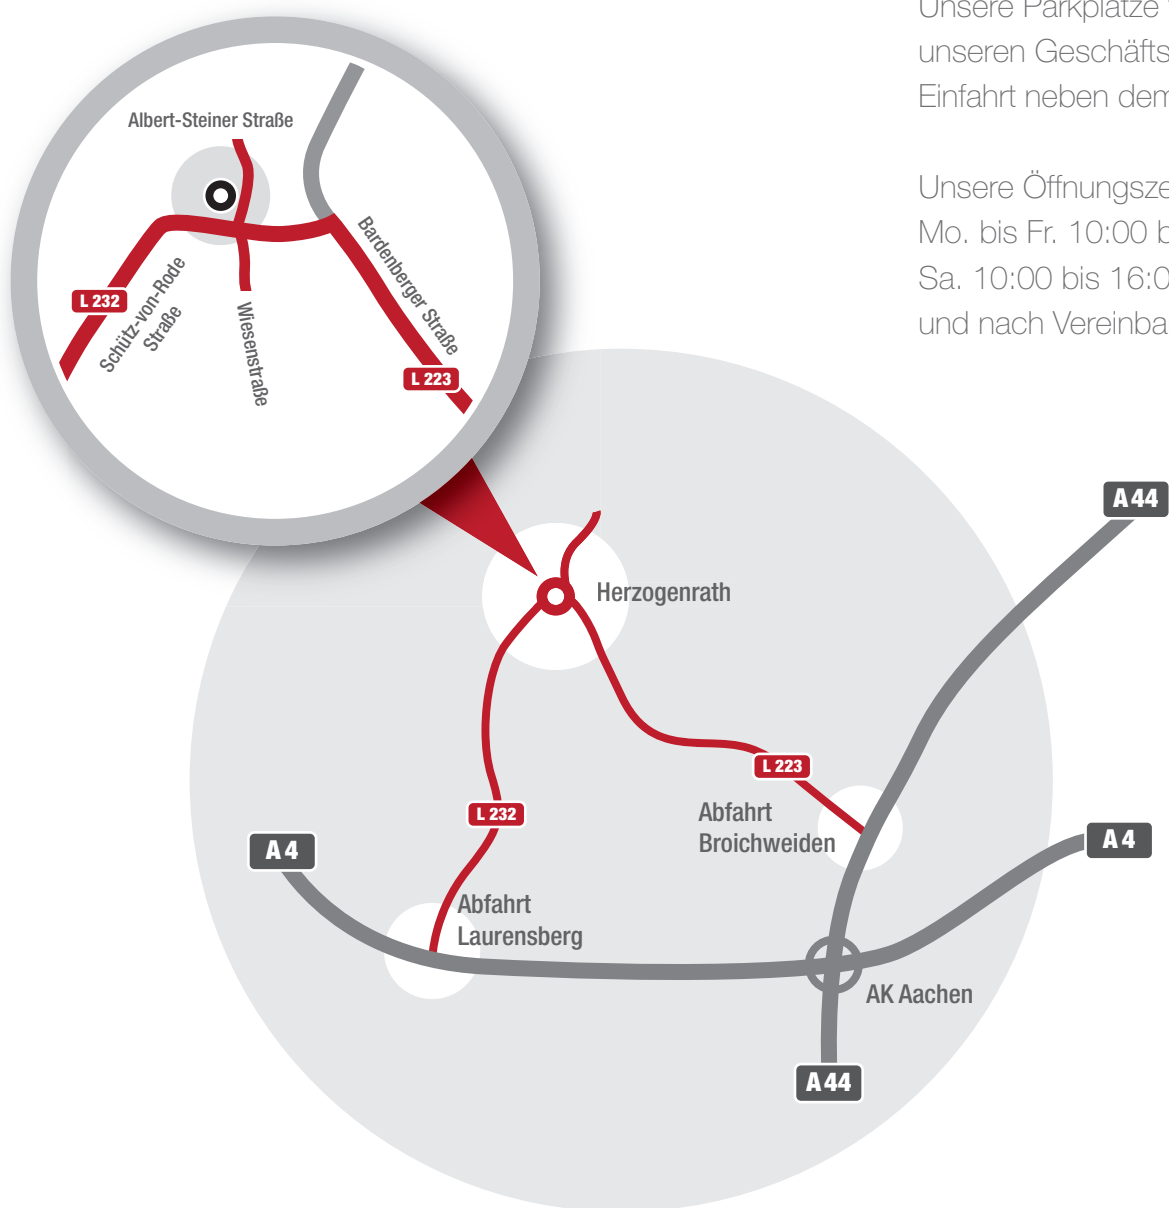 Unsere Parkplätze
unseren Geschäfts
Einfahrt neben dem
Unsere Öffnungsze
Mo. bis Fr. 10:00 b
Sa. 10:00 bis 16:0
und nach Vereinba
Albert-Steiner Straße
Bardenberger Straße
L 232
Schütz-von-Rode
Straße
Wiesenstraße
L 223
A 44
Herzogenrath
L 223
L 232
Abfahrt
Broichweiden
A 4
A 4
Abfahrt
Laurensberg
AK Aachen
A 44